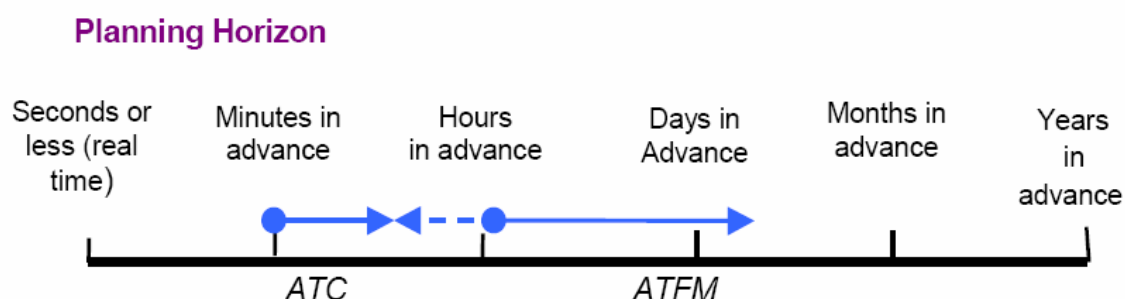 Planning Horizon
Seconds or
less (real
time)
Minutes in
advance
Hours
in advance
Days in
Advance
Months in
advance
Years
in
advance
ATC
ATFM